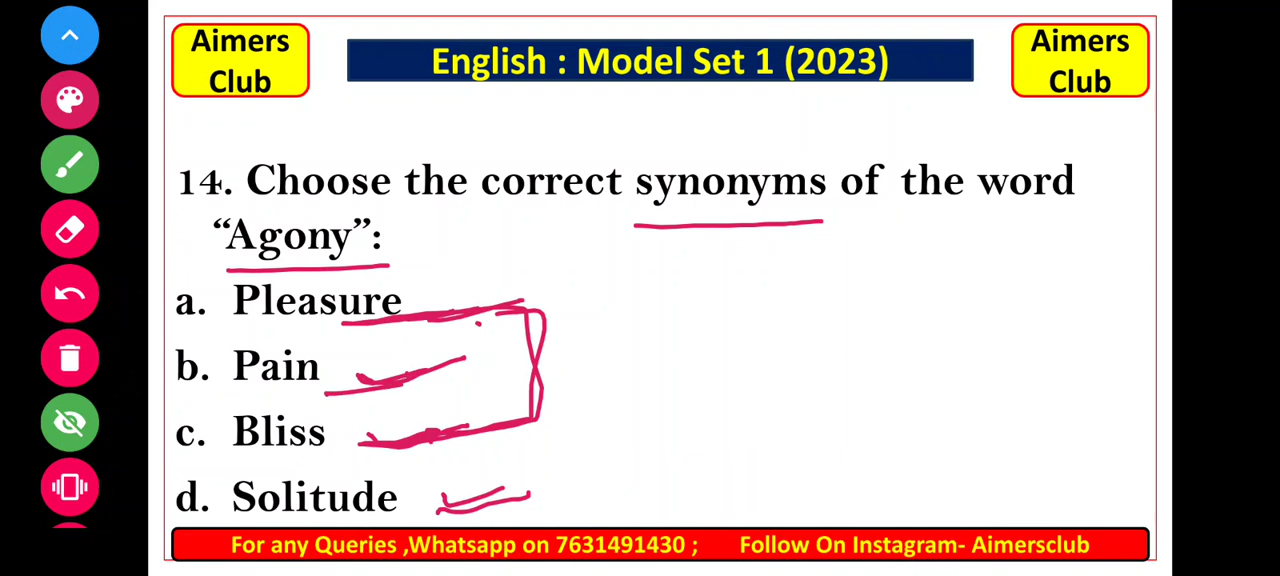 Aimers
Club
English : Model Set 1 (2023)
Aimers
Club
14. Choose the correct synonyms of the word
“Agony”:
a. Pleasure
b. Pain
c. Bliss
d. Solitude
For any Queries ,Whatsapp on 7631491430 ; Follow On Instagram- Aimersclub